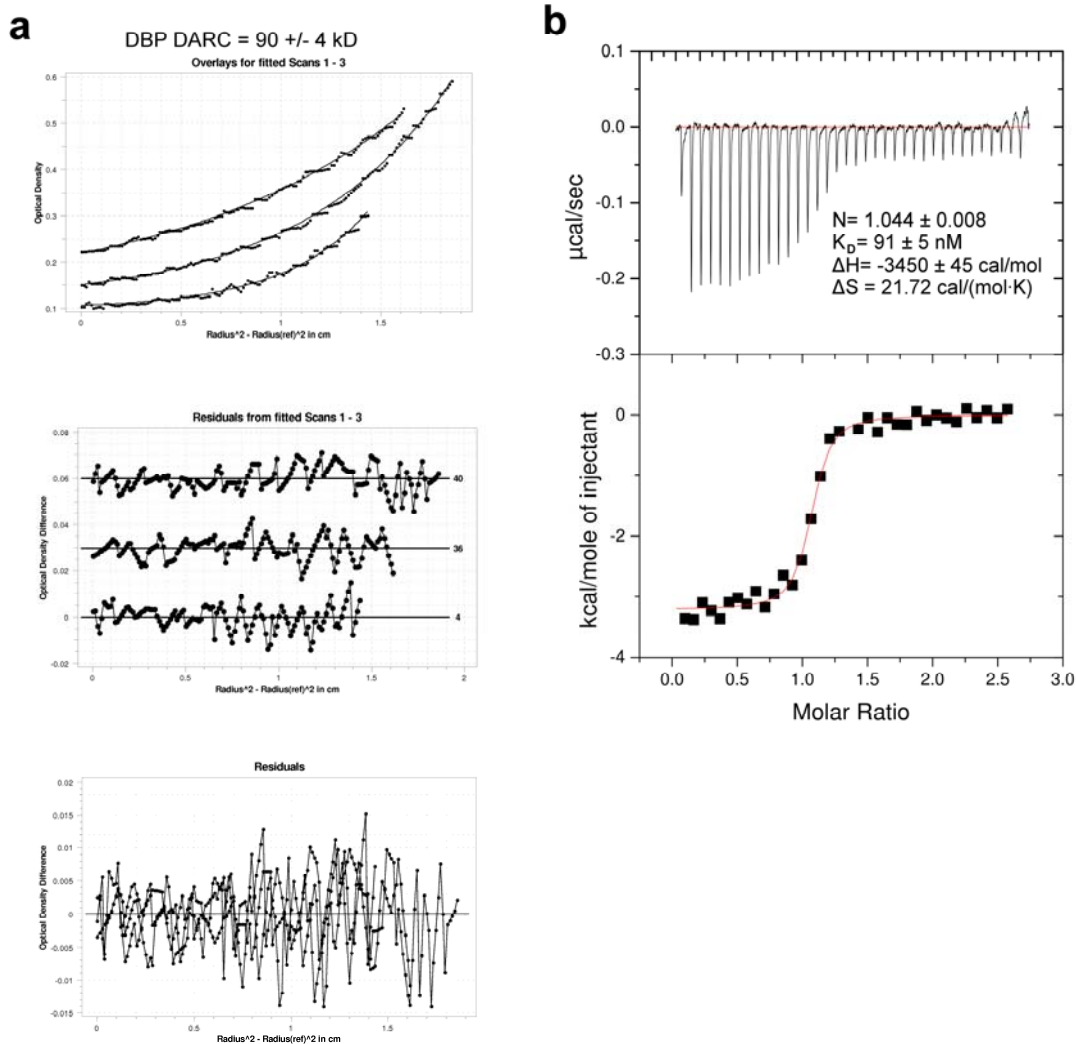 a
DBP DARC = 90 +/- 4 kD
Overlays for fitted Scans 1 - 3
Optical Density
0.6
0.5
0.4
0.3
0.2
0.1
0 0.5 1 1.5
Radius^2 - Radius(ref)^2 in cm
Residuals from fitted Scans 1 - 3
Optical Density Difference
0.08
0.06
0.04
0.02
0
-0.02
40
36
4
0 0.5 1 1.5 2
Radius^2 - Radius(ref)^2 in cm
Residuals
Optical Density Difference
0.02
0.015
0.01
0.005
0
-0.005
-0.01
-0.015
0 0.5 1 1.5
Radius^2 - Radius(ref)^2 in cm
b
µcal/sec
0.1
0.0
-0.1
-0.2
-0.3
N= 1.044 ± 0.008
KD= 91 ± 5 nM
ΔH= -3450 ± 45 cal/mol
ΔS = 21.72 cal/(mol·K)
kcal/mole of injectant
0
-2
-4
0.0 0.5 1.0 1.5 2.0 2.5 3.0
Molar Ratio